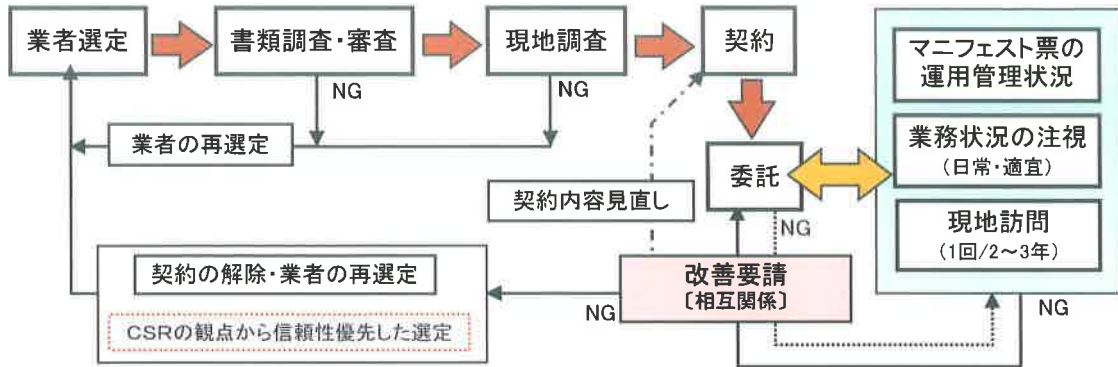 業者選定
書類調査・審査
現地調査
契約
マニフェスト票の
運用管理状況
NG
NG
業者の再選定
業務状況の注視
(日常・適宜)
委託
契約内容見直し
現地訪問
(1回/2～3年)
NG
契約の解除・業者の再選定
改善要請
〔相互関係〕
NG
NG
CSRの観点から信頼性優先した選定